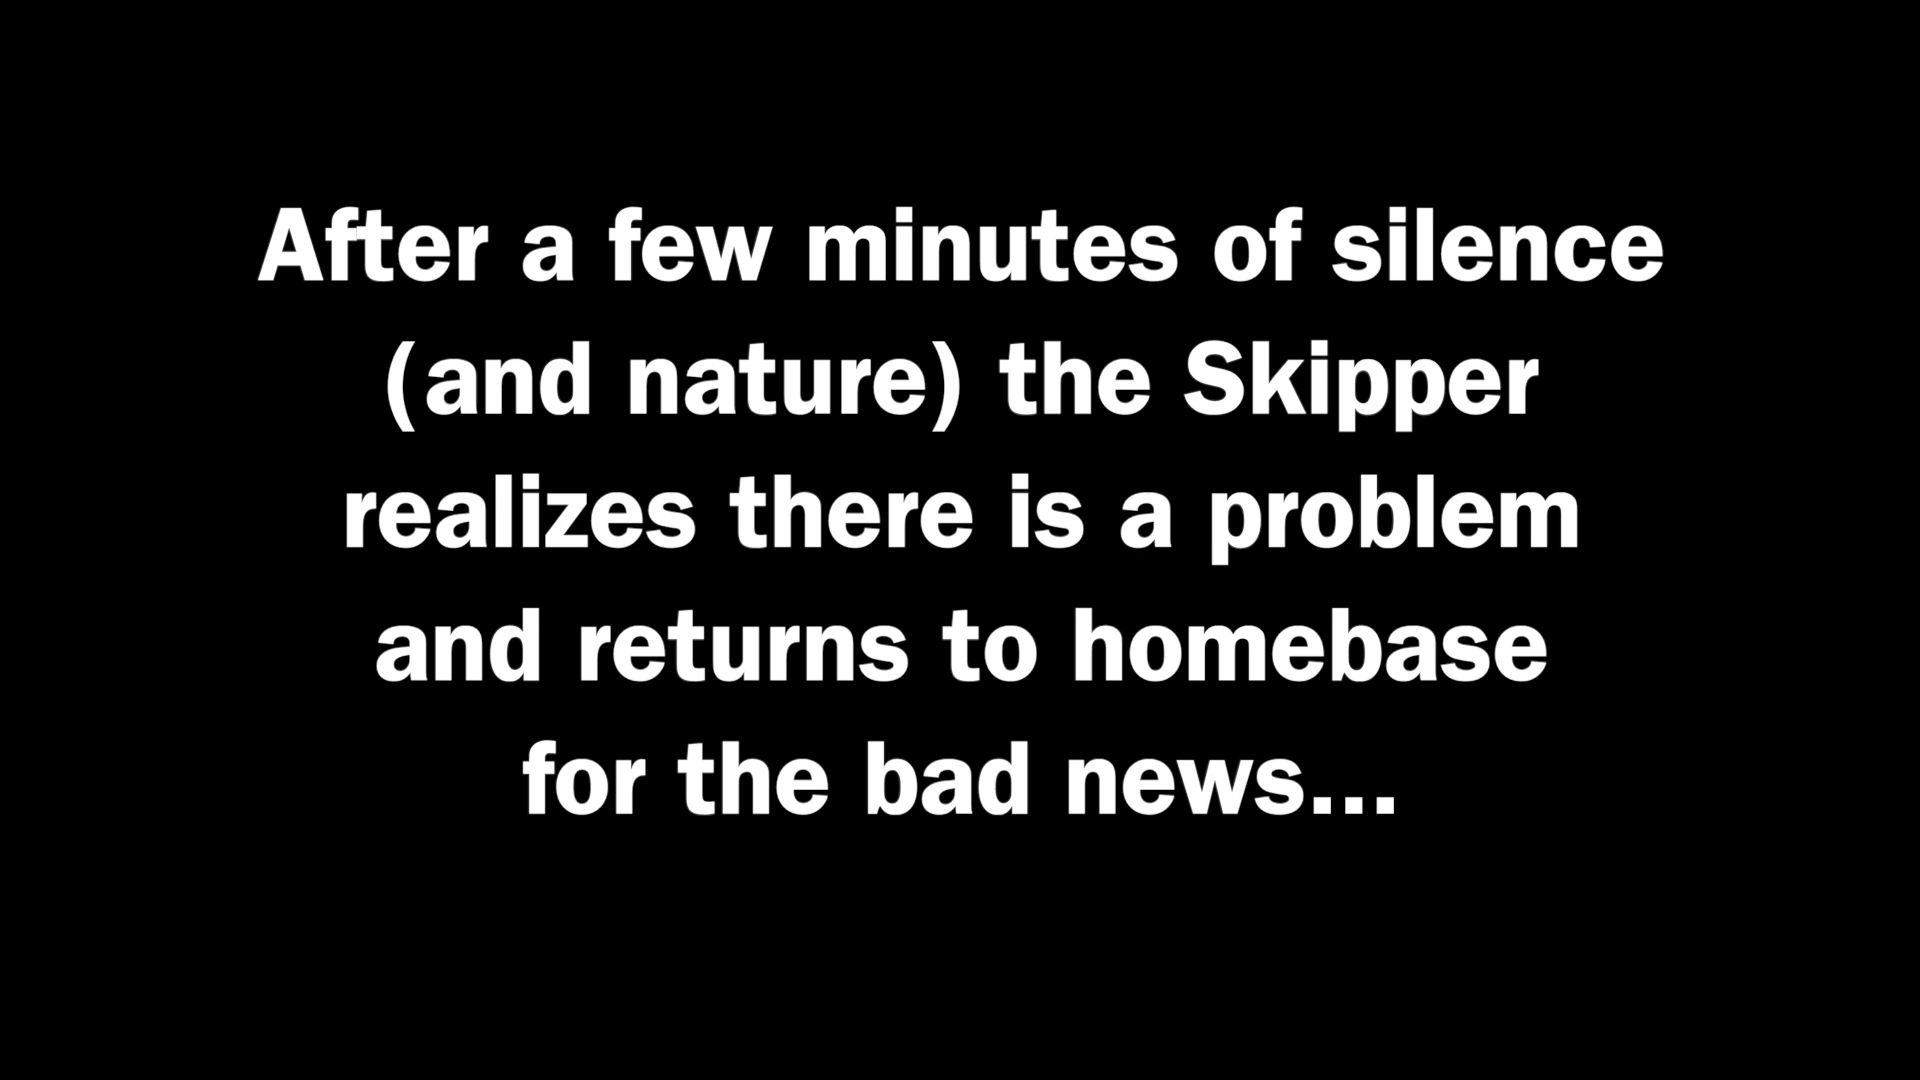 After a few minutes of silence
(and nature) the Skipper
realizes there is a problem
and returns to homebase
for the bad news...